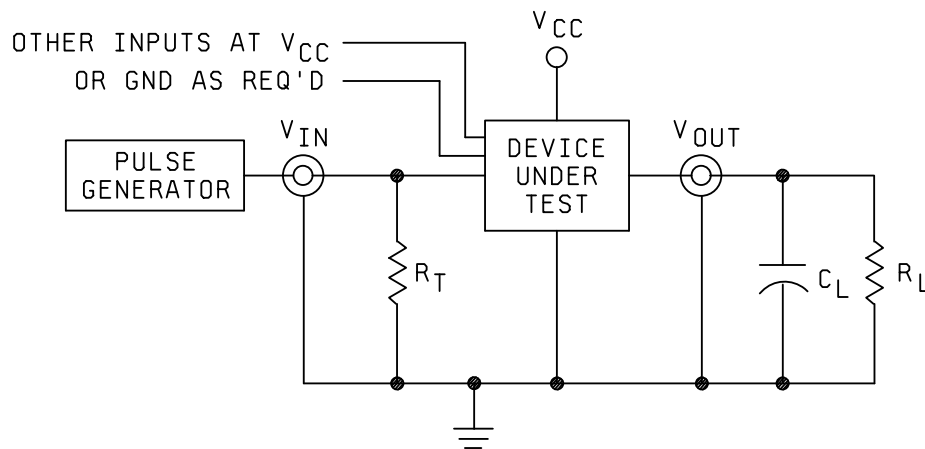 OTHER INPUTS AT VCC
OR GND AS REQ'D
VCC
PULSE
GENERATOR
VIN
DEVICE
UNDER
TEST
VOUT
RT
CL
RL